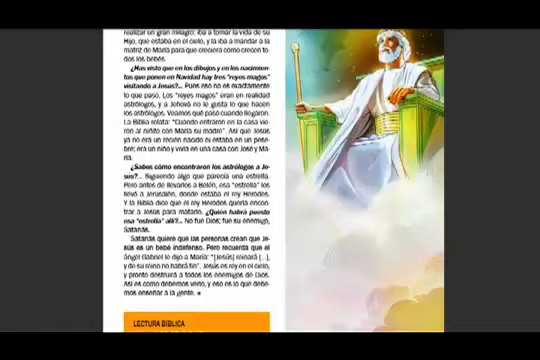 realizar un gran milagro: iba a tomar la vida de su
Hijo, que estaba en el cielo, y la iba a mandar a la
matriz de María para que creciera como crecen to-
dos los bebés.
¿Has visto que en los dibujos y en los nacimien-
tos que ponen en Navidad hay tres "reyes magos"
visitando a Jesús?... Pues eso no es exactamente
lo que pasó. Los "reyes magos" eran en realidad
astrólogos, y a Jehová no le gusta lo que hacen
los astrólogos. Veamos qué pasó cuando llegaron.
La Biblia relata: "Cuando entraron en la casa vie-
ron al niñito con María su madre". Así que Jesús
ya no era un recién nacido ni estaba en un pese-
bre; era un niño y vivía en una casa con José y Ma-
ría.
¿Sabes cómo encontraron los astrólogos a Je-
sús?... Siguiendo algo que parecía una estrella.
Pero antes de llevarlos a Belén, esa "estrella" los
llevó a Jerusalén, donde estaba el rey Herodes.
Y la Biblia dice que el rey Herodes quería encon-
trar a Jesús para matarlo. ¿Quién habrá puesto
esa "estrella" allí?... No fue Dios; fue su enemigo,
Satanás.
Satanás quiere que las personas crean que Je-
sús es un bebé indefenso. Pero recuerda que el
ángel Gabriel le dijo a María: "[Jesús] reinará [...],
y de su reino no habrá fin". Jesús es rey en el cielo,
y pronto destruirá a todos los enemigos de Dios.
Así es como debemos verlo, y eso es lo que debe-
mos enseñar a la gente.
LECTURA BÍBLICA